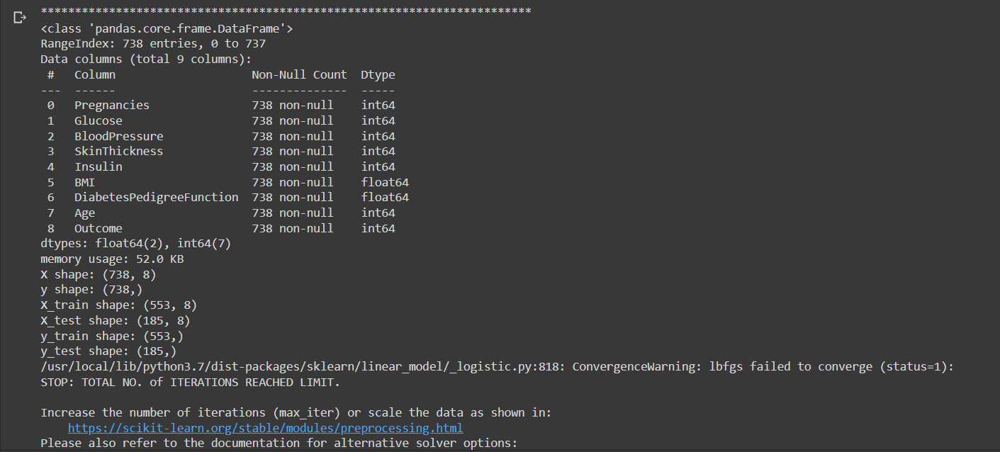 ************************************************************************
<class 'pandas.core.frame.DataFrame'>
RangeIndex: 738 entries, 0 to 737
Data columns (total 9 columns):
 #   Column                    Non-Null Count  Dtype
---  ------                    --------------  -----
 0   Pregnancies               738 non-null    int64
 1   Glucose                   738 non-null    int64
 2   BloodPressure             738 non-null    int64
 3   SkinThickness             738 non-null    int64
 4   Insulin                   738 non-null    int64
 5   BMI                       738 non-null    float64
 6   DiabetesPedigreeFunction  738 non-null    float64
 7   Age                       738 non-null    int64
 8   Outcome                   738 non-null    int64
dtypes: float64(2), int64(7)
memory usage: 52.0 KB
X shape: (738, 8)
y shape: (738,)
X_train shape: (553, 8)
X_test shape: (185, 8)
y_train shape: (553,)
y_test shape: (185,)
/usr/local/lib/python3.7/dist-packages/sklearn/linear_model/_logistic.py:818: ConvergenceWarning: lbfgs failed to converge (status=1):
STOP: TOTAL NO. of ITERATIONS REACHED LIMIT.

Increase the number of iterations (max_iter) or scale the data as shown in:
    https://scikit-learn.org/stable/modules/preprocessing.html
Please also refer to the documentation for alternative solver options: